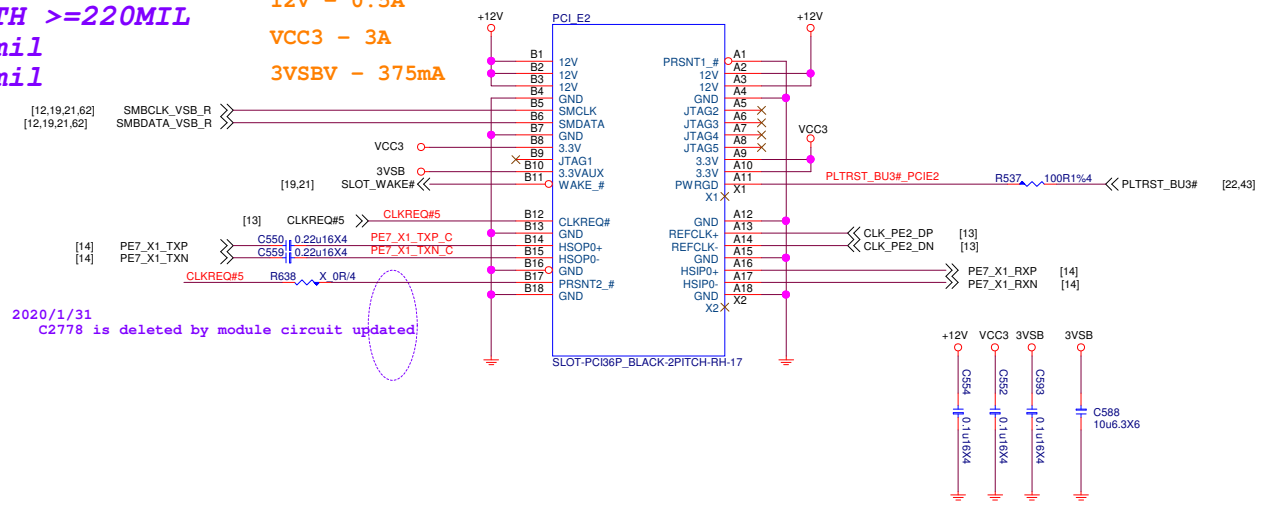 TH >=220MIL
mil
mil
12V - 0.5A
VCC3 - 3A
3VSBV - 375mA
+12V
PCI_E2
+12V
B1 12V PRSNT1_# A1
B2 12V 12V A2
B3 12V 12V A3
B4 GND GND A4
[12,19,21,62] SMBCLK_VSB_R B5 SMCLK JTAG2 A5
[12,19,21,62] SMBDATA_VSB_R B6 SMDATA JTAG3 A6
B7 GND JTAG4 A7
VCC3 B8 3.3V JTAG5 A8 VCC3
B9 JTAG1 3.3V A9
3VSB B10 3.3VAUX 3.3V A10
[19,21] SLOT_WAKE# B11 WAKE_# PWRGD A11 PLTRST_BU3#_PCIE2 R537 100R1%4 PLTRST_BU3# [22,43]
X1 X1
[13] CLKREQ#5 CLKREQ#5 B12 CLKREQ# GND A12
B13 GND REFCLK+ A13 CLK_PE2_DP [13]
[14] PE7_X1_TXP C550 0.22u16X4 PE7_X1_TXP_C B14 HSOP0+ REFCLK- A14 CLK_PE2_DN [13]
[14] PE7_X1_TXN C559 0.22u16X4 PE7_X1_TXN_C B15 HSOP0- GND A15
B16 GND HSIP0+ A16 PE7_X1_RXP [14]
CLKREQ#5 R638 X_0R/4 B17 PRSNT2_# HSIP0- A17 PE7_X1_RXN [14]
B18 GND GND A18
X2 X2
2020/1/31
C2778 is deleted by module circuit updated
SLOT-PCI36P_BLACK-2PITCH-RH-17
+12V VCC3 3VSB 3VSB
C554 0.1u16X4
C552 0.1u16X4
C593 0.1u16X4
C588
10u6.3X6